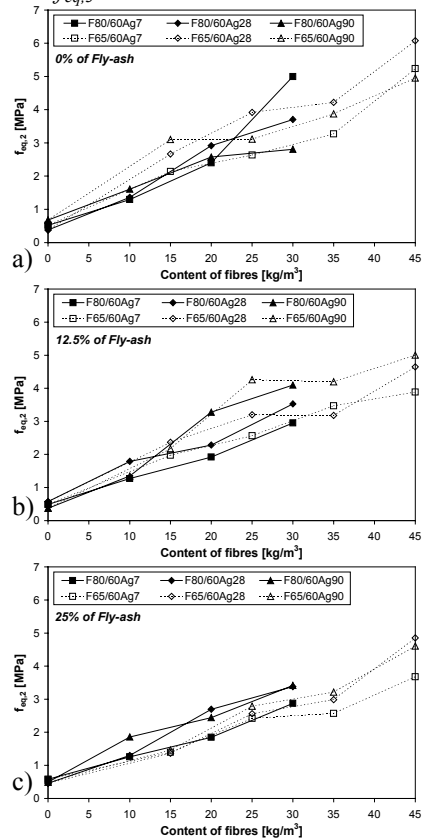 f eq,3
7
F80/60Ag7 F80/60Ag28 F80/60Ag90
F65/60Ag7 F65/60Ag28 F65/60Ag90
6
0% of Fly-ash
5
4
3
2
1
0
feq,2 [MPa]
0 5 10 15 20 25 30 35 40 45
a) Content of fibres [kg/m³]
7
F80/60Ag7 F80/60Ag28 F80/60Ag90
F65/60Ag7 F65/60Ag28 F65/60Ag90
6
12.5% of Fly-ash
5
4
3
2
1
0
feq,2 [MPa]
0 5 10 15 20 25 30 35 40 45
b) Content of fibres [kg/m³]
7
F80/60Ag7 F80/60Ag28 F80/60Ag90
F65/60Ag7 F65/60Ag28 F65/60Ag90
6
25% of Fly-ash
5
4
3
2
1
0
feq,2 [MPa]
0 5 10 15 20 25 30 35 40 45
c) Content of fibres [kg/m³]